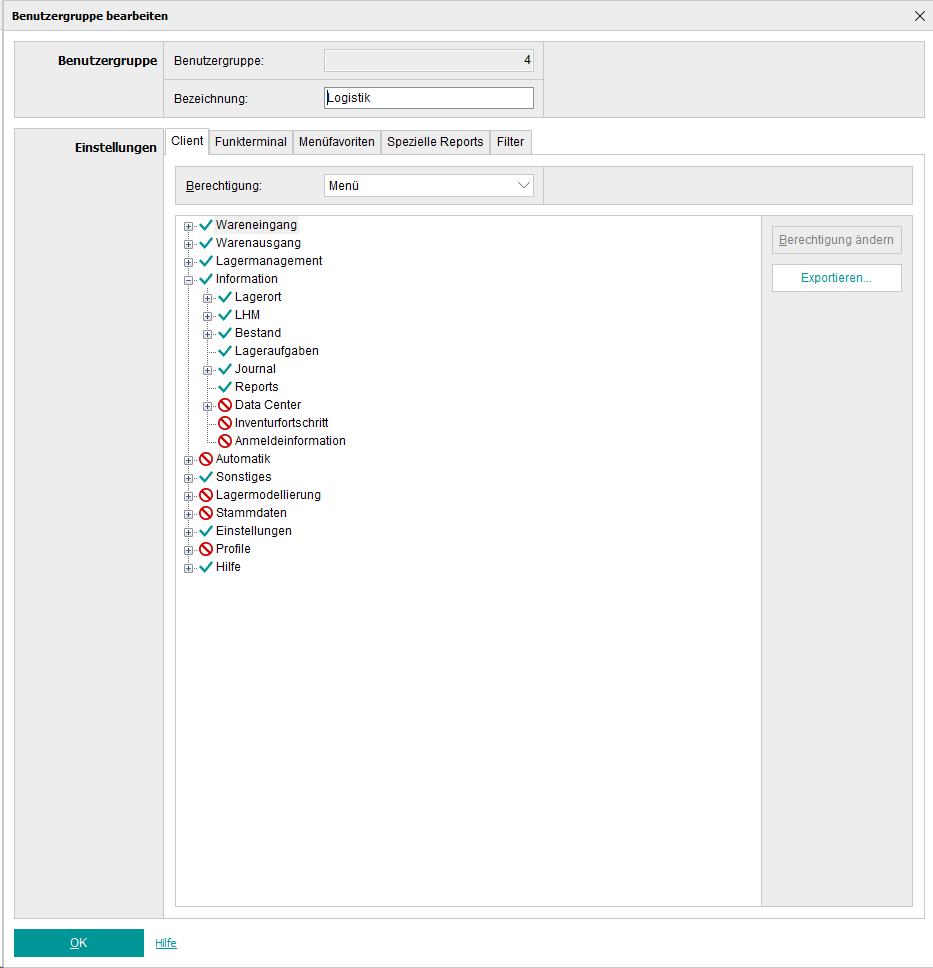 Benutzergruppe bearbeiten
Benutzergruppe
Benutzergruppe:
4
Bezeichnung:
Logistik
Einstellungen
Client
Funkterminal
Menüfavoriten
Spezielle Reports
Filter
Berechtigung:
Menü
Wareneingang
Warenausgang
Lagermanagement
Information
Lagerort
LHM
Bestand
Lageraufgaben
Journal
Reports
Data Center
Inventurfortschritt
Anmeldeinformation
Automatik
Sonstiges
Lagermodellierung
Stammdaten
Einstellungen
Profile
Hilfe
Berechtigung ändern
Exportieren...
OK
Hilfe